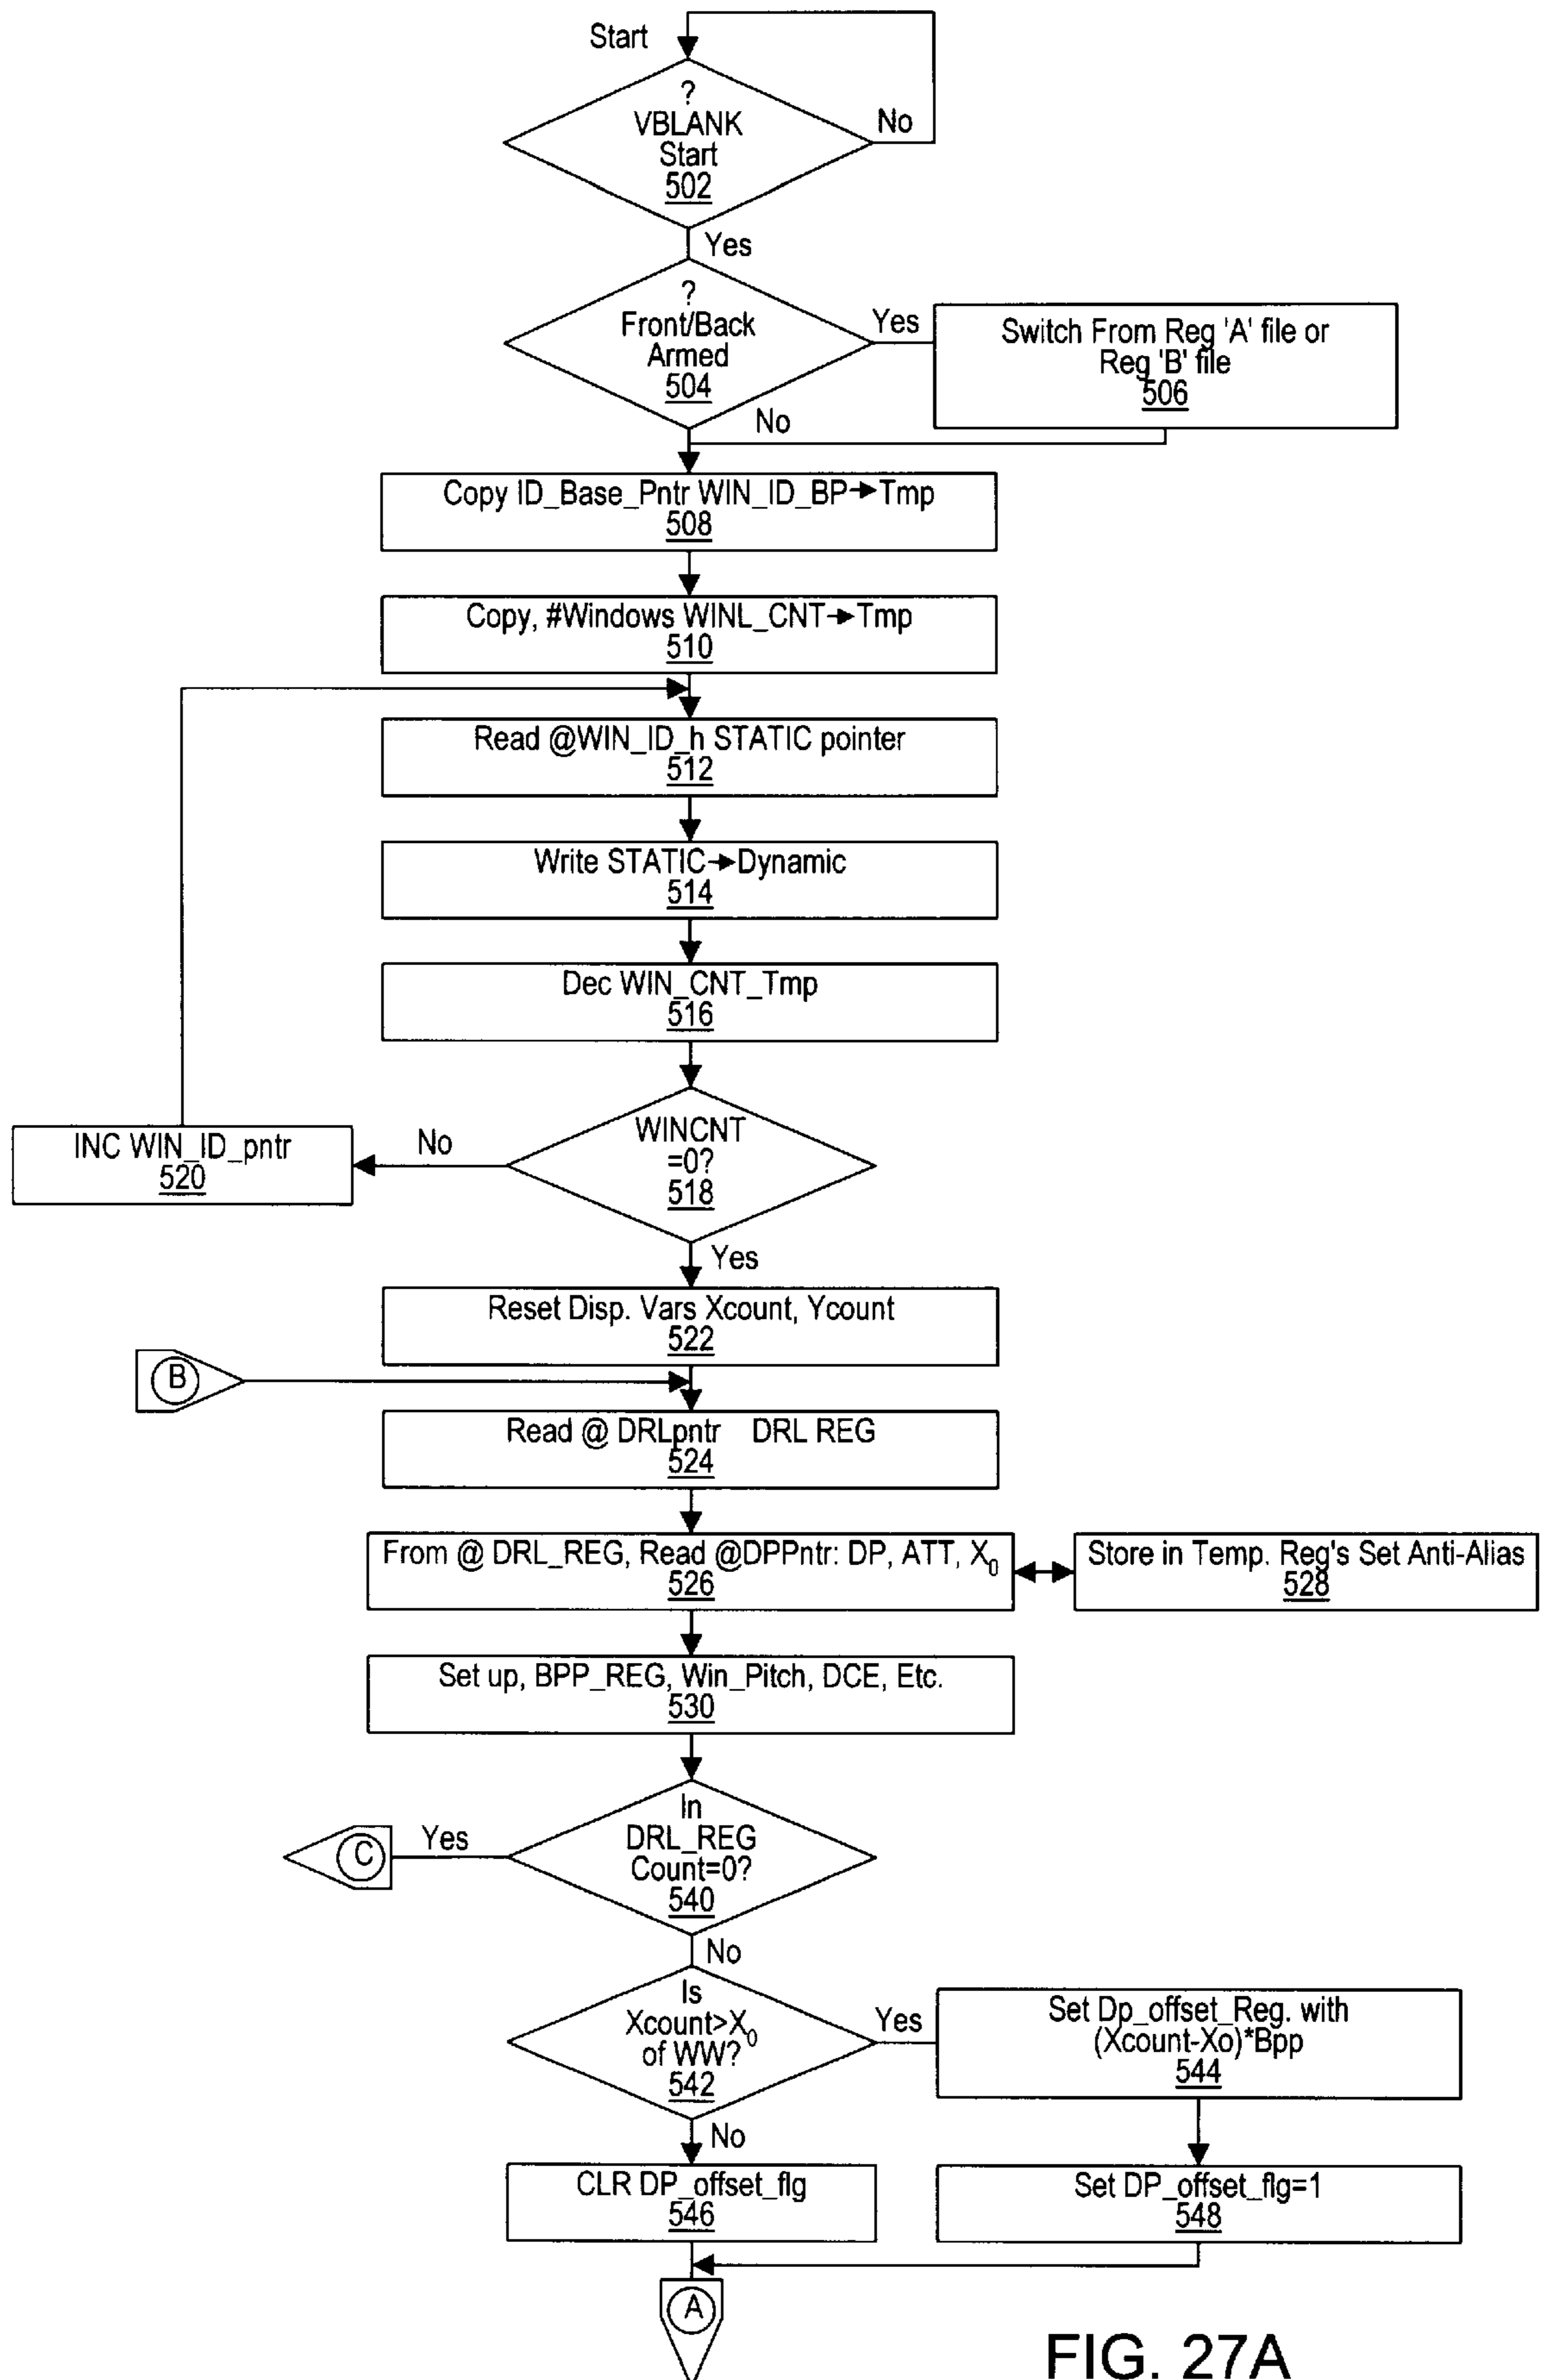 Start
?
VBLANK
Start
502
No
Yes
?
Front/Back
Armed
504
Yes
Switch From Reg 'A' file or
Reg 'B' file
506
No
Copy ID_Base_Pntr WIN_ID_BP→Tmp
508
Copy, #Windows WINL_CNT→Tmp
510
Read @WIN_ID_h STATIC pointer
512
Write STATIC→Dynamic
514
Dec WIN_CNT_Tmp
516
WINCNT
=0?
518
No
INC WIN_ID_pntr
520
Yes
Reset Disp. Vars Xcount, Ycount
522
B
Read @ DRLpntr DRL REG
524
From @ DRL_REG, Read @DPPntr: DP, ATT, X0
526
Store in Temp. Reg's Set Anti-Alias
528
Set up, BPP_REG, Win_Pitch, DCE, Etc.
530
In
DRL_REG
Count=0?
540
Yes
C
No
Is
Xcount>X0
of WW?
542
Yes
Set Dp_offset_Reg. with
(Xcount-Xo)*Bpp
544
No
CLR DP_offset_flg
546
Set DP_offset_flg=1
548
A
FIG. 27A